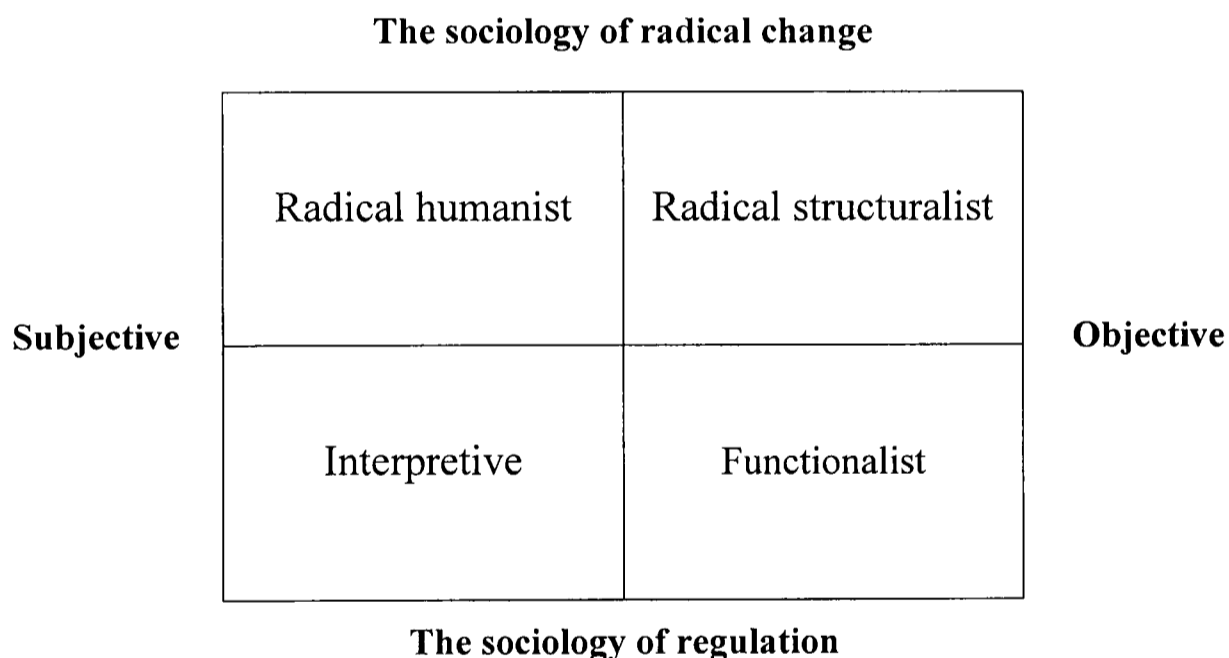 The sociology of radical change
Radical humanist
Radical structuralist
Subjective
Objective
Interpretive
Functionalist
The sociology of regulation